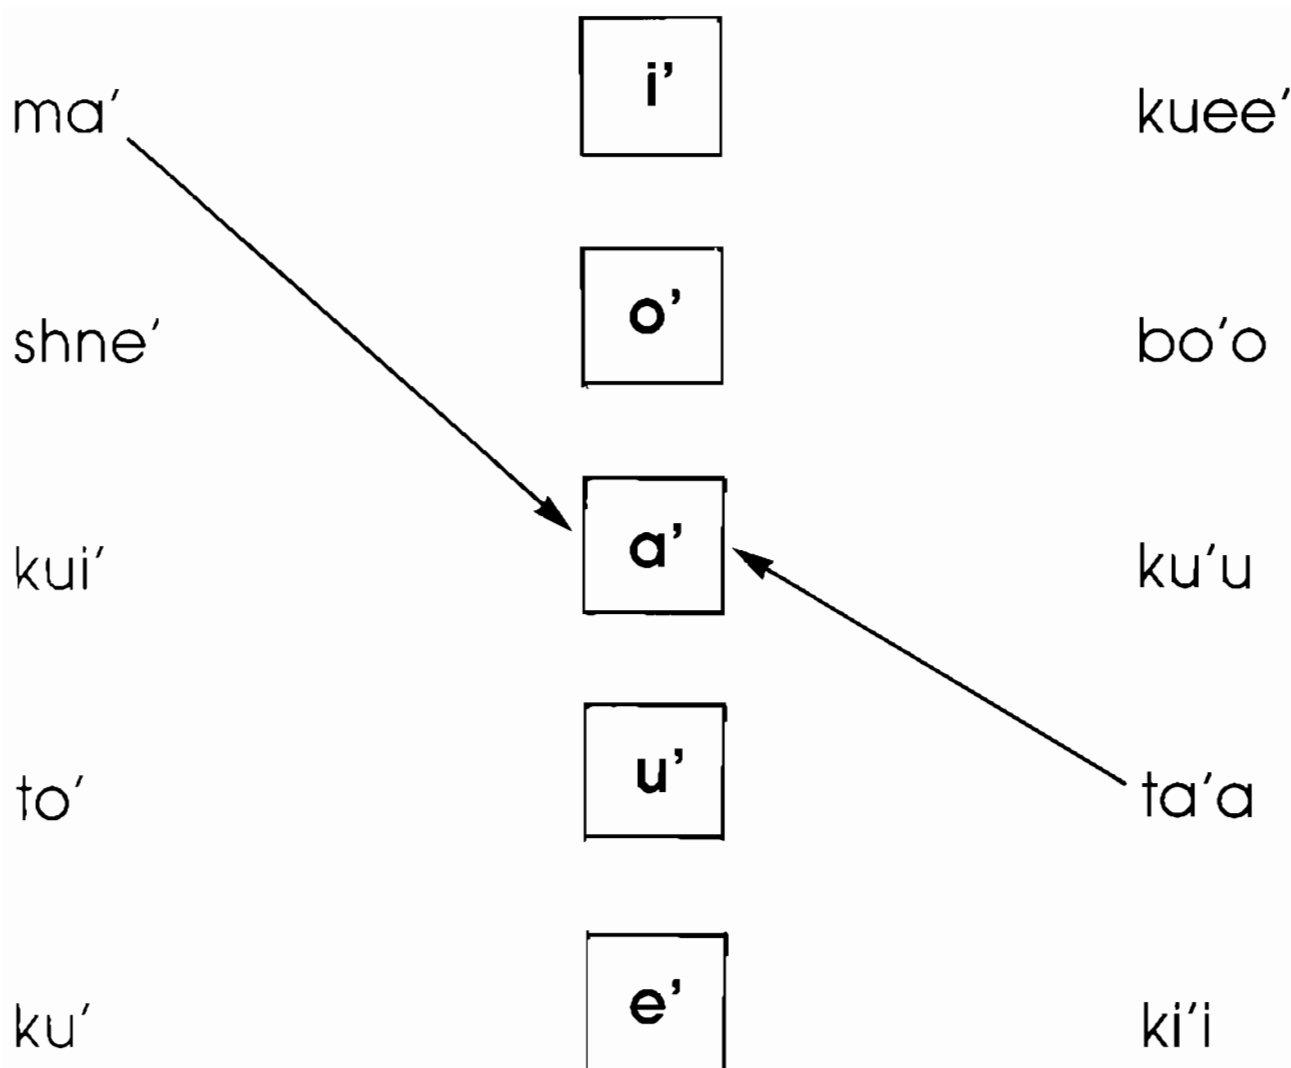 ma′ i’ kuee′
shne′ o’ bo′o
kui′ a’ ku′u
to′ u’ ta′a
ku′ e’ ki′i